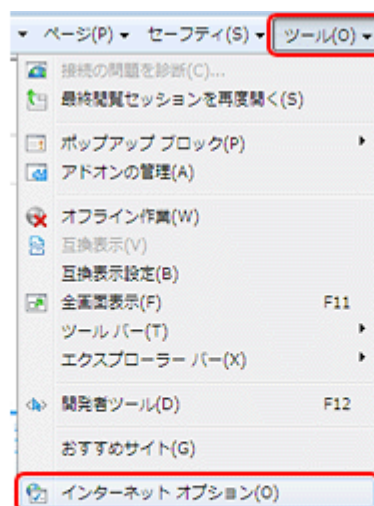 ページ(P) セーフティ(S) ツール(O)
接続の問題を診断(C)...
最終閲覧セッションを再度開く(S)
ポップアップ ブロック(P)
アドオンの管理(A)
オフライン作業(W)
互換表示(V)
互換表示設定(B)
全画面表示(F) F11
ツール バー(T)
エクスプローラー バー(X)
開発者ツール(D) F12
おすすめサイト(G)
インターネット オプション(O)